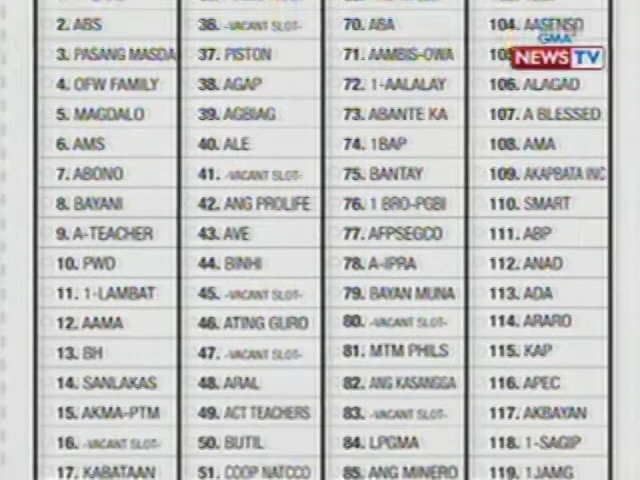 2. ABS
3. PASANG MASDA
4. OFW FAMILY
5. MAGDALO
6. AMS
7. ABONO
8. BAYANI
9. A-TEACHER
10. PWD
11. 1-LAMBAT
12. AAMA
13. BH
14. SANLAKAS
15. AKMA-PTM
16. -VACANT SLOT-
17. KABATAAN
36. -VACANT SLOT-
37. PISTON
38. AGAP
39. AGBIAG
40. ALE
41. -VACANT SLOT-
42. ANG PROLIFE
43. AVE
44. BINHI
45. -VACANT SLOT-
46. ATING GURO
47. -VACANT SLOT-
48. ARAL
49. ACT TEACHERS
50. BUTIL
51. COOP NATCCO
70. ABA
71. AAMBIS-OWA
72. 1-AALALAY
73. ABANTE KA
74. 1BAP
75. BANTAY
76. 1 BRO-PGBI
77. AFPSEGCO
78. A-IPRA
79. BAYAN MUNA
80. -VACANT SLOT-
81. MTM PHILS
82. ANG KASANGGA
83. -VACANT SLOT-
84. LPGMA
85. ANG MINERO
104. AASENSO
GMA
NEWS TV
106. ALAGAD
107. A BLESSED
108. AMA
109. AKAPBATA INC
110. SMART
111. ABP
112. ANAD
113. ADA
114. ARARO
115. KAP
116. APEC
117. AKBAYAN
118. 1-SAGIP
119. 1JAMG